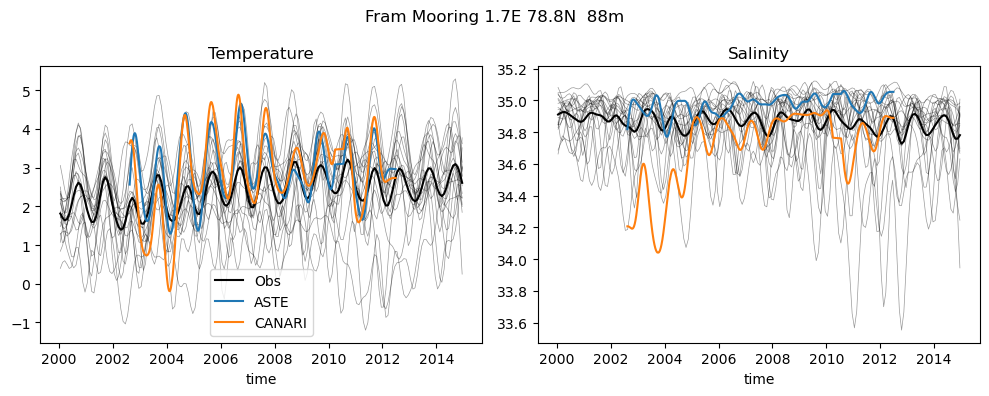 Fram Mooring 1.7E 78.8N  88m
Temperature
5
4
3
2
1
0
−1
2000 2002 2004 2006 2008 2010 2012 2014
time
Obs
ASTE
CANARI
Salinity
35.2
35.0
34.8
34.6
34.4
34.2
34.0
33.8
33.6
2000 2002 2004 2006 2008 2010 2012 2014
time